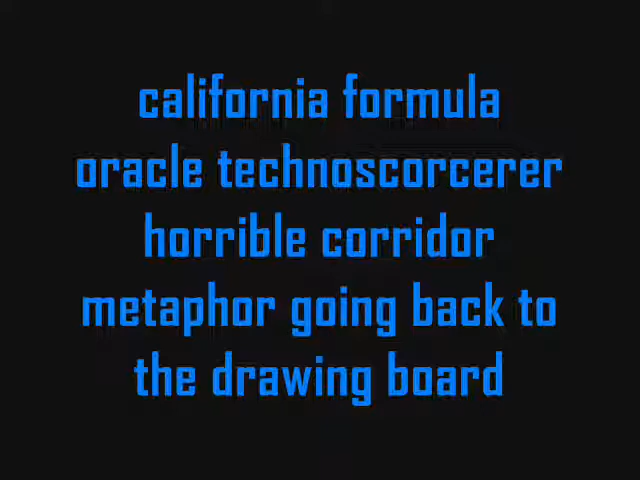 california formula
oracle technoscorcerer
horrible corridor
metaphor going back to
the drawing board